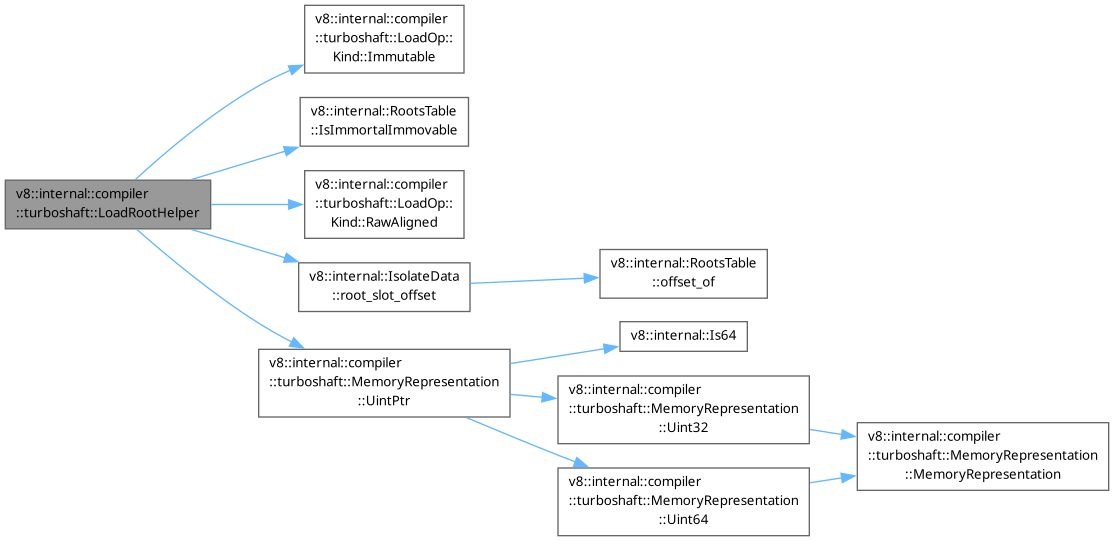 v8::internal::compiler
::turboshaft::LoadOp::
Kind::Immutable
v8::internal::RootsTable
::IsImmortalImmovable
v8::internal::compiler
::turboshaft::LoadRootHelper
v8::internal::compiler
::turboshaft::LoadOp::
Kind::RawAligned
v8::internal::IsolateData
::root_slot_offset
v8::internal::RootsTable
::offset_of
v8::internal::compiler
::turboshaft::MemoryRepresentation
::UintPtr
v8::internal::Is64
v8::internal::compiler
::turboshaft::MemoryRepresentation
::Uint32
v8::internal::compiler
::turboshaft::MemoryRepresentation
::Uint64
v8::internal::compiler
::turboshaft::MemoryRepresentation
::MemoryRepresentation